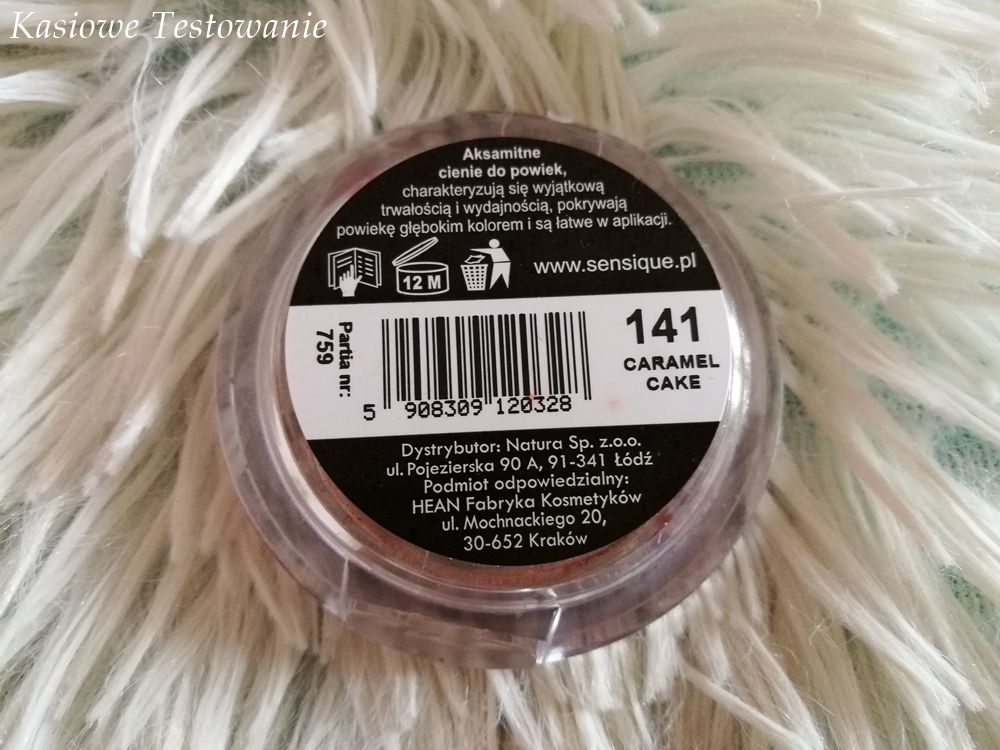 Kasiowe Testowanie
Aksamitne
cienie do powiek,
charakteryzują się wyjątkową
trwałością i wydajnością, pokrywają
powiekę głębokim kolorem i są łatwe w aplikacji.
12 M
www.sensique.pl
Partia nr:
759
5 908309 120328
141
CARAMEL
CAKE
Dystrybutor: Natura Sp. z.o.o.
ul. Pojezierska 90 A, 91-341 Łódź
Podmiot odpowiedzialny:
HEAN Fabryka Kosmetyków
ul. Mochnackiego 20,
30-652 Kraków